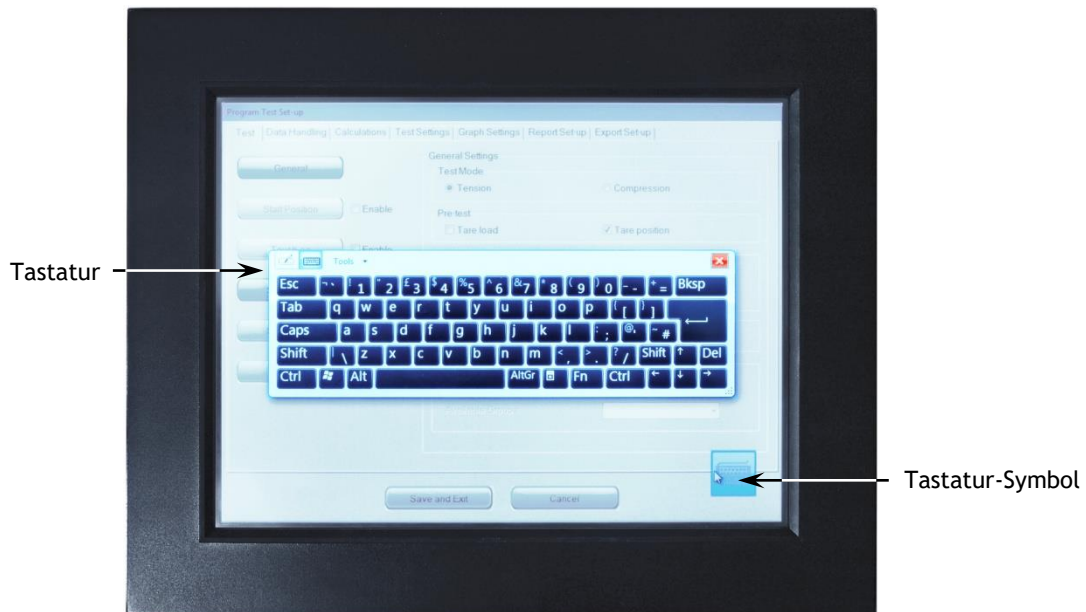 Program Test Set-up
Test | Data Handling | Calculations | Test Settings | Graph Settings | Report Set-up | Export Set-up |
General Settings
General
Test Mode
Tension Compression
Start Position Enable
Pre-test
Tare load Tare position
Enable
Tastatur
Tools
Esc ¬ ` ! 1 " 2 £ 3 $ 4 % 5 ^ 6 & 7 * 8 ( 9 ) 0 _ - + = Bksp
Tab q w e r t y u i o p { [ } ]
Caps a s d f g h j k l : ; @ ' ~ #
Shift | \ z x c v b n m < , > . ? / Shift ↑ Del
Ctrl Alt AltGr Fn Ctrl ← ↓ →
Tastatur-Symbol
Save and Exit Cancel